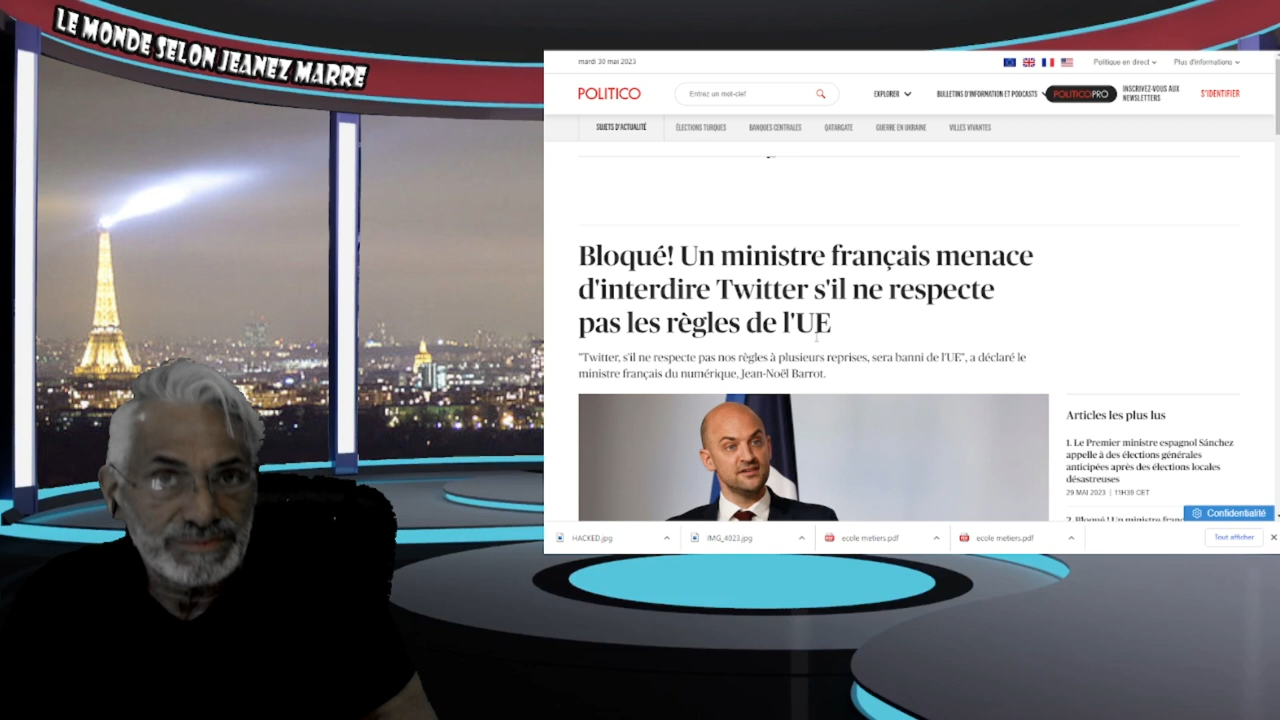 LE MONDE SELON JEANEZ MARRE
mardi 30 mai 2023
Politique en direct
Plus d'informations
POLITICO
Entrez un mot-clef
EXPLORER
BULLETINS D'INFORMATION ET PODCASTS
POLITICOPRO
INSCRIVEZ-VOUS AUX
NEWSLETTERS
S'IDENTIFIER
SUJETS D'ACTUALITÉ
ÉLECTIONS TURQUES
BANQUES CENTRALES
QATARGATE
GUERRE EN UKRAINE
VILLES VIVANTES
Bloqué! Un ministre français menace
d'interdire Twitter s'il ne respecte
pas les règles de l'UE
"Twitter, s'il ne respecte pas nos règles à plusieurs reprises, sera banni de l'UE", a déclaré le
ministre français du numérique, Jean-Noël Barrot.
Articles les plus lus
1. Le Premier ministre espagnol Sánchez
appelle à des élections générales
anticipées après des élections locales
désastreuses
29 MAI 2023 | 11H39 CET
2. Bloqué! Un ministre
Confidentialité
HACKED.jpg
IMG_4023.jpg
ecole metiers.pdf
ecole metiers.pdf
Tout afficher